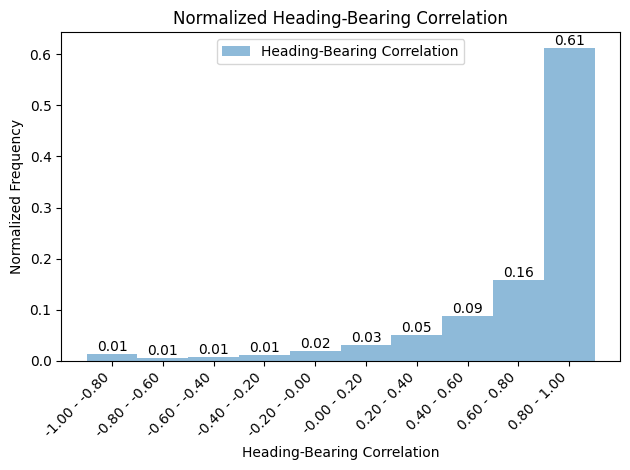 Normalized Heading-Bearing Correlation
Heading-Bearing Correlation
Normalized Frequency
0.6
0.5
0.4
0.3
0.2
0.1
0.0
0.01
0.01
0.01
0.01
0.02
0.03
0.05
0.09
0.16
0.61
-1.00 - -0.80
-0.80 - -0.60
-0.60 - -0.40
-0.40 - -0.20
-0.20 - -0.00
-0.00 - 0.20
0.20 - 0.40
0.40 - 0.60
0.60 - 0.80
0.80 - 1.00
Heading-Bearing Correlation